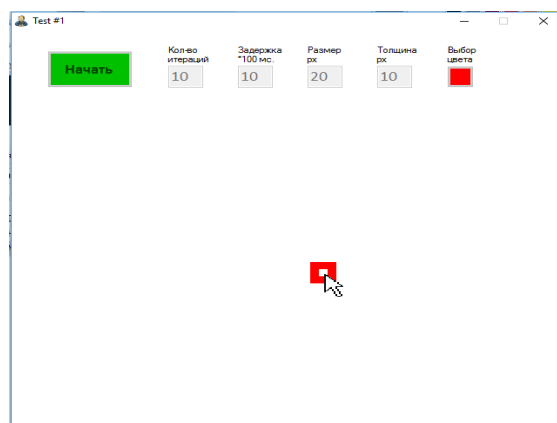 Test #1
Начать
Кол-во
итераций
10
Задержка
*100 мс.
10
Размер
px
20
Толщина
px
10
Выбор
цвета